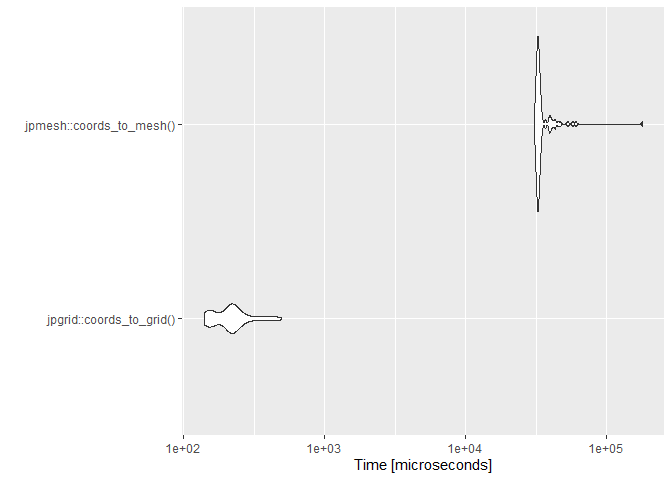 jpmesh::coords_to_mesh()
jpgrid::coords_to_grid()
1e+02 1e+03 1e+04 1e+05
Time [microseconds]